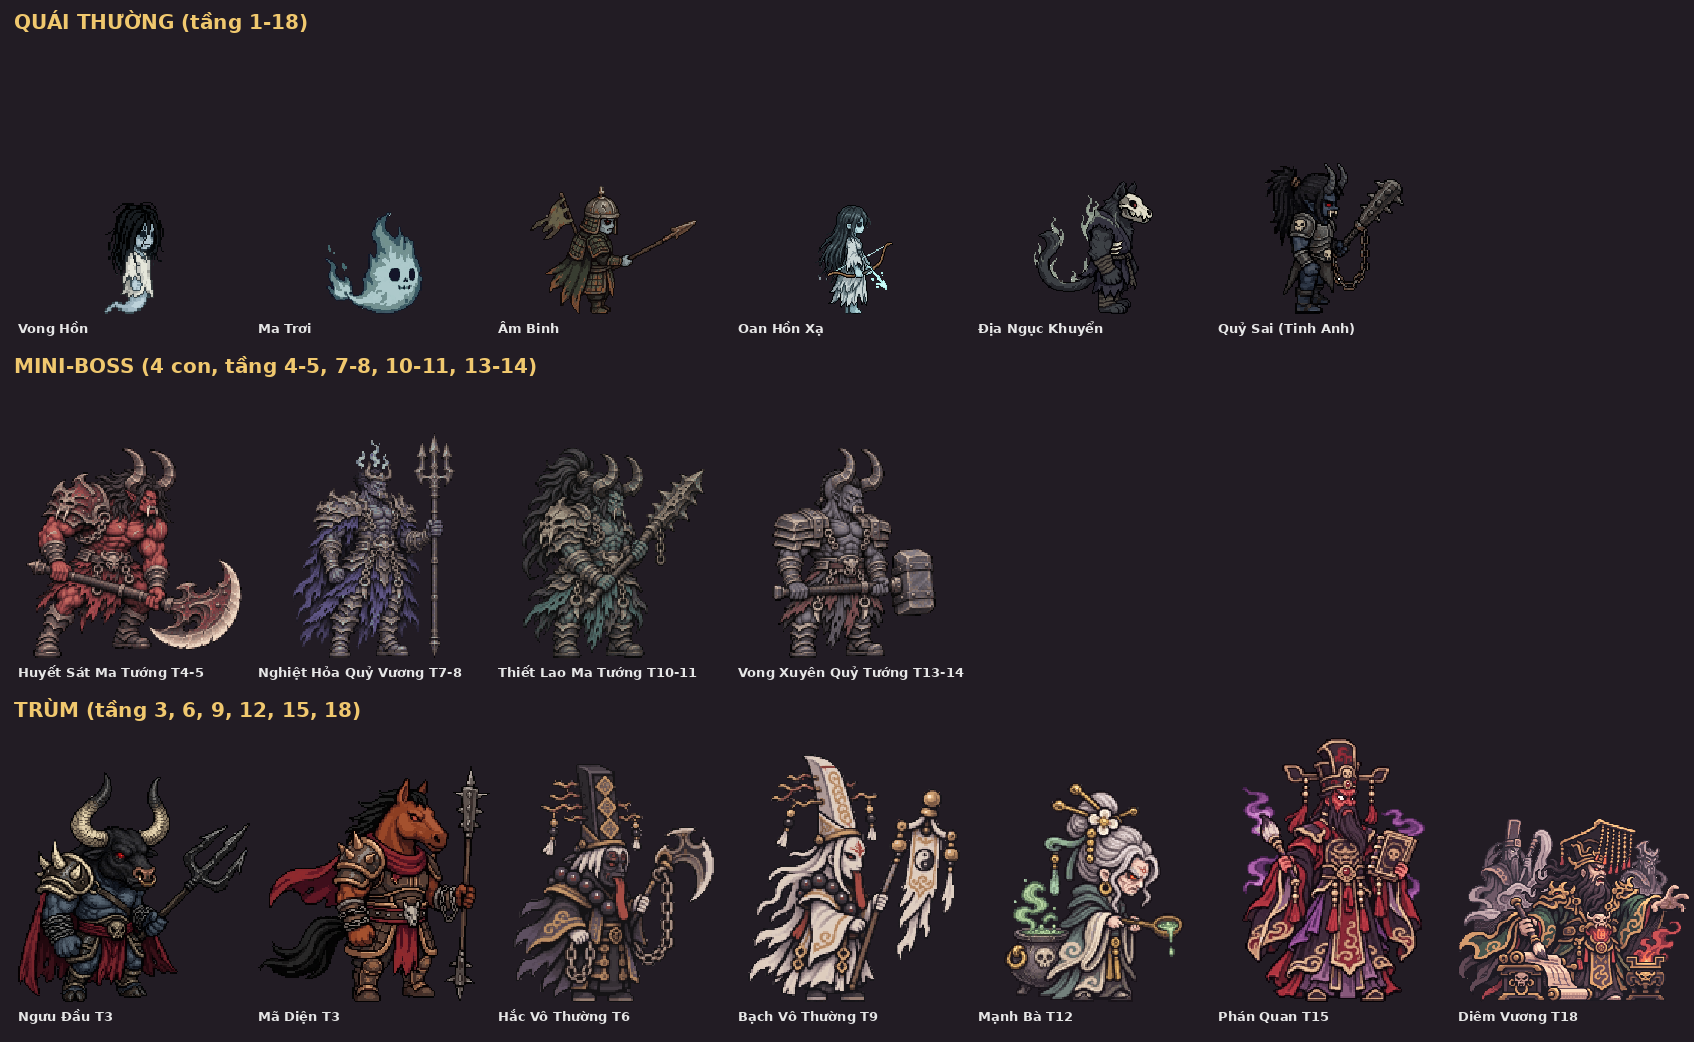 QUÁI THƯỜNG (tầng 1-18)
Vong Hồn
Ma Trơi
Âm Binh
Oan Hồn Xạ
Địa Ngục Khuyển
Quỷ Sai (Tinh Anh)
MINI-BOSS (4 con, tầng 4-5, 7-8, 10-11, 13-14)
Huyết Sát Ma Tướng T4-5
Nghiệt Hỏa Quỷ Vương T7-8
Thiết Lao Ma Tướng T10-11
Vong Xuyên Quỷ Tướng T13-14
TRÙM (tầng 3, 6, 9, 12, 15, 18)
Ngưu Đầu T3
Mã Diện T3
Hắc Vô Thường T6
Bạch Vô Thường T9
Mạnh Bà T12
Phán Quan T15
Diêm Vương T18